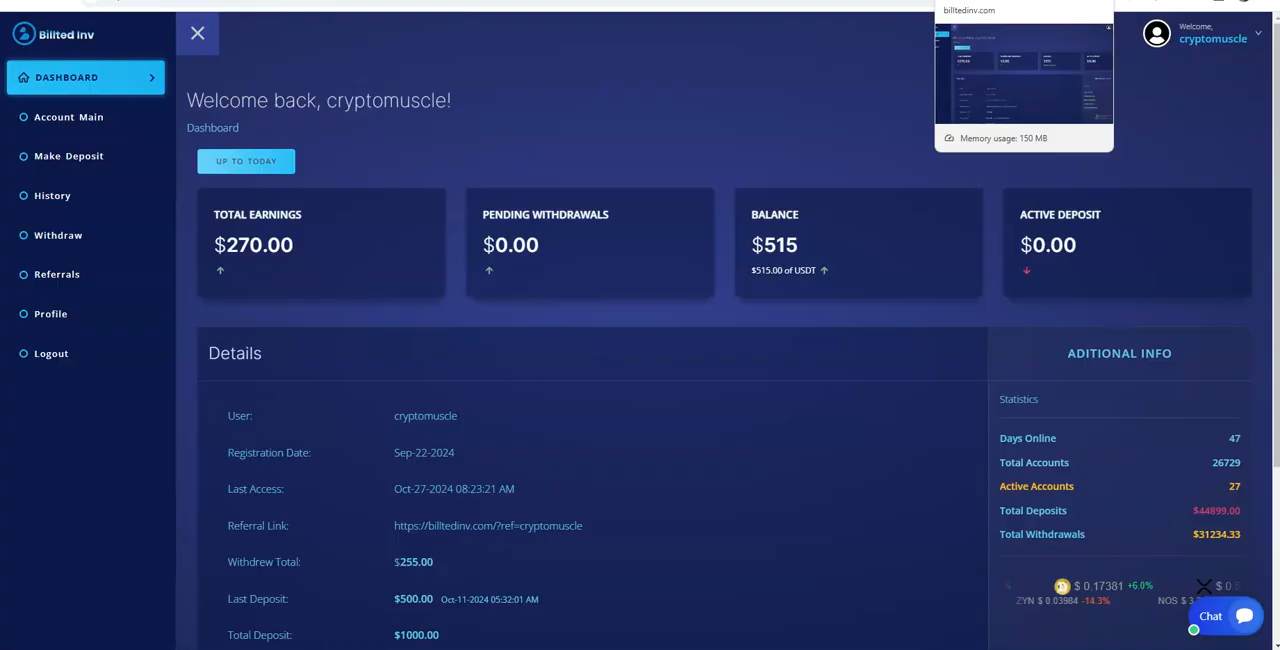 billtedinv.com
Billted inv
Welcome,
cryptomuscle
DASHBOARD
Account Main
Make Deposit
History
Withdraw
Referrals
Profile
Logout
Memory usage: 150 MB
Welcome back, cryptomuscle!
Dashboard
UP TO TODAY
TOTAL EARNINGS
$270.00
PENDING WITHDRAWALS
$0.00
BALANCE
$515
$515.00 of USDT
ACTIVE DEPOSIT
$0.00
Details
User: cryptomuscle
Registration Date: Sep-22-2024
Last Access: Oct-27-2024 08:23:21 AM
Referral Link: https://billtedinv.com/?ref=cryptomuscle
Withdrew Total: $255.00
Last Deposit: $500.00 Oct-11-2024 05:32:01 AM
Total Deposit: $1000.00
ADITIONAL INFO
Statistics
Days Online 47
Total Accounts 26729
Active Accounts 27
Total Deposits $44899.00
Total Withdrawals $31234.33
$ 0.17381 +6.0% $ 0.5
ZYN $ 0.03984 -14.3% NOS $ 3.
Chat